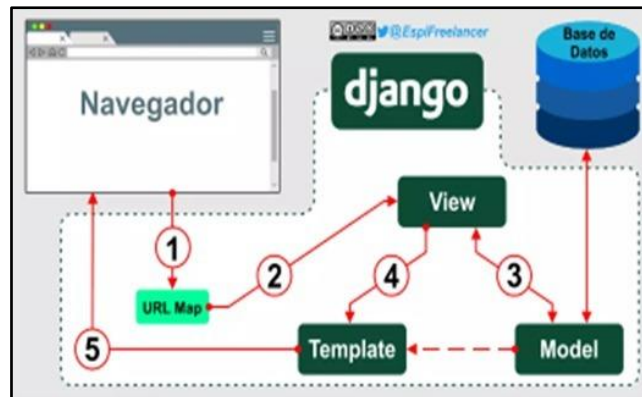 @EspiFreelancer
Base de
Datos
Navegador
django
View
1
2
4
3
URL Map
5
Template
Model